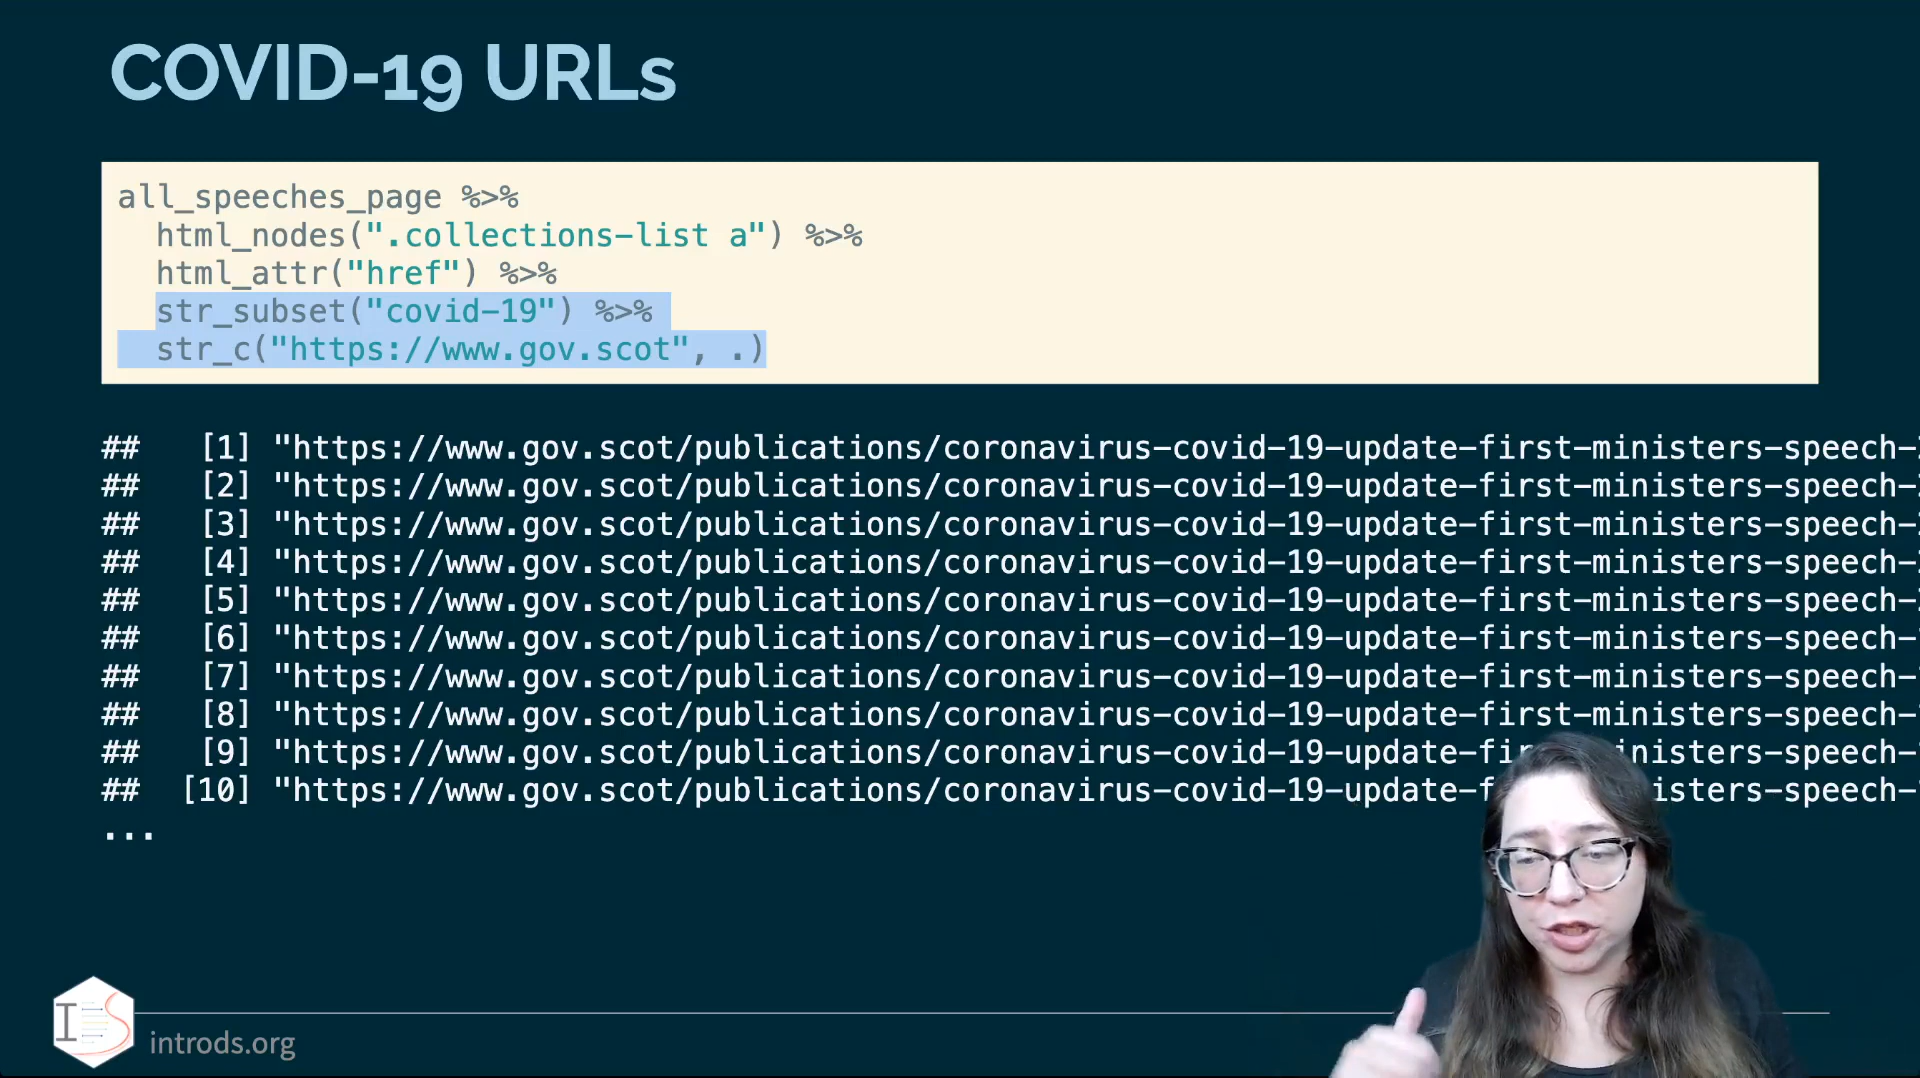 COVID-19 URLs
all_speeches_page %>%
html_nodes(".collections-list a") %>%
html_attr("href") %>%
str_subset("covid-19") %>%
str_c("https://www.gov.scot", .)
## [1] "https://www.gov.scot/publications/coronavirus-covid-19-update-first-ministers-speech-
## [2] "https://www.gov.scot/publications/coronavirus-covid-19-update-first-ministers-speech-
## [3] "https://www.gov.scot/publications/coronavirus-covid-19-update-first-ministers-speech-
## [4] "https://www.gov.scot/publications/coronavirus-covid-19-update-first-ministers-speech-
## [5] "https://www.gov.scot/publications/coronavirus-covid-19-update-first-ministers-speech-
## [6] "https://www.gov.scot/publications/coronavirus-covid-19-update-first-ministers-speech-
## [7] "https://www.gov.scot/publications/coronavirus-covid-19-update-first-ministers-speech-
## [8] "https://www.gov.scot/publications/coronavirus-covid-19-update-first-ministers-speech-
## [9] "https://www.gov.scot/publications/coronavirus-covid-19-update- ministers-speech-
## [10] "https://www.gov.scot/publications/coronavirus-covid-19-update- ministers-speech-
...
IDS
introds.org